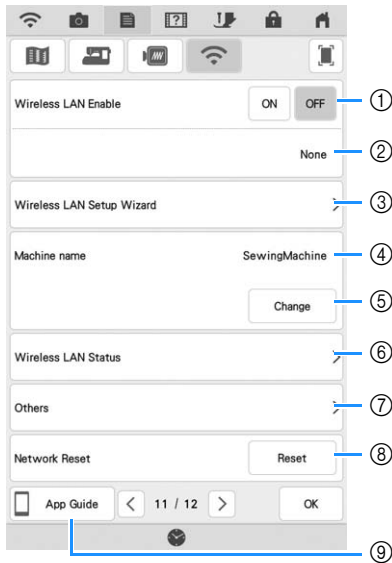 Wireless LAN Enable ON OFF ①
None ②
Wireless LAN Setup Wizard ③
Machine name SewingMachine ④
Change ⑤
Wireless LAN Status ⑥
Others ⑦
Network Reset Reset ⑧
App Guide 11 / 12 OK
⑨